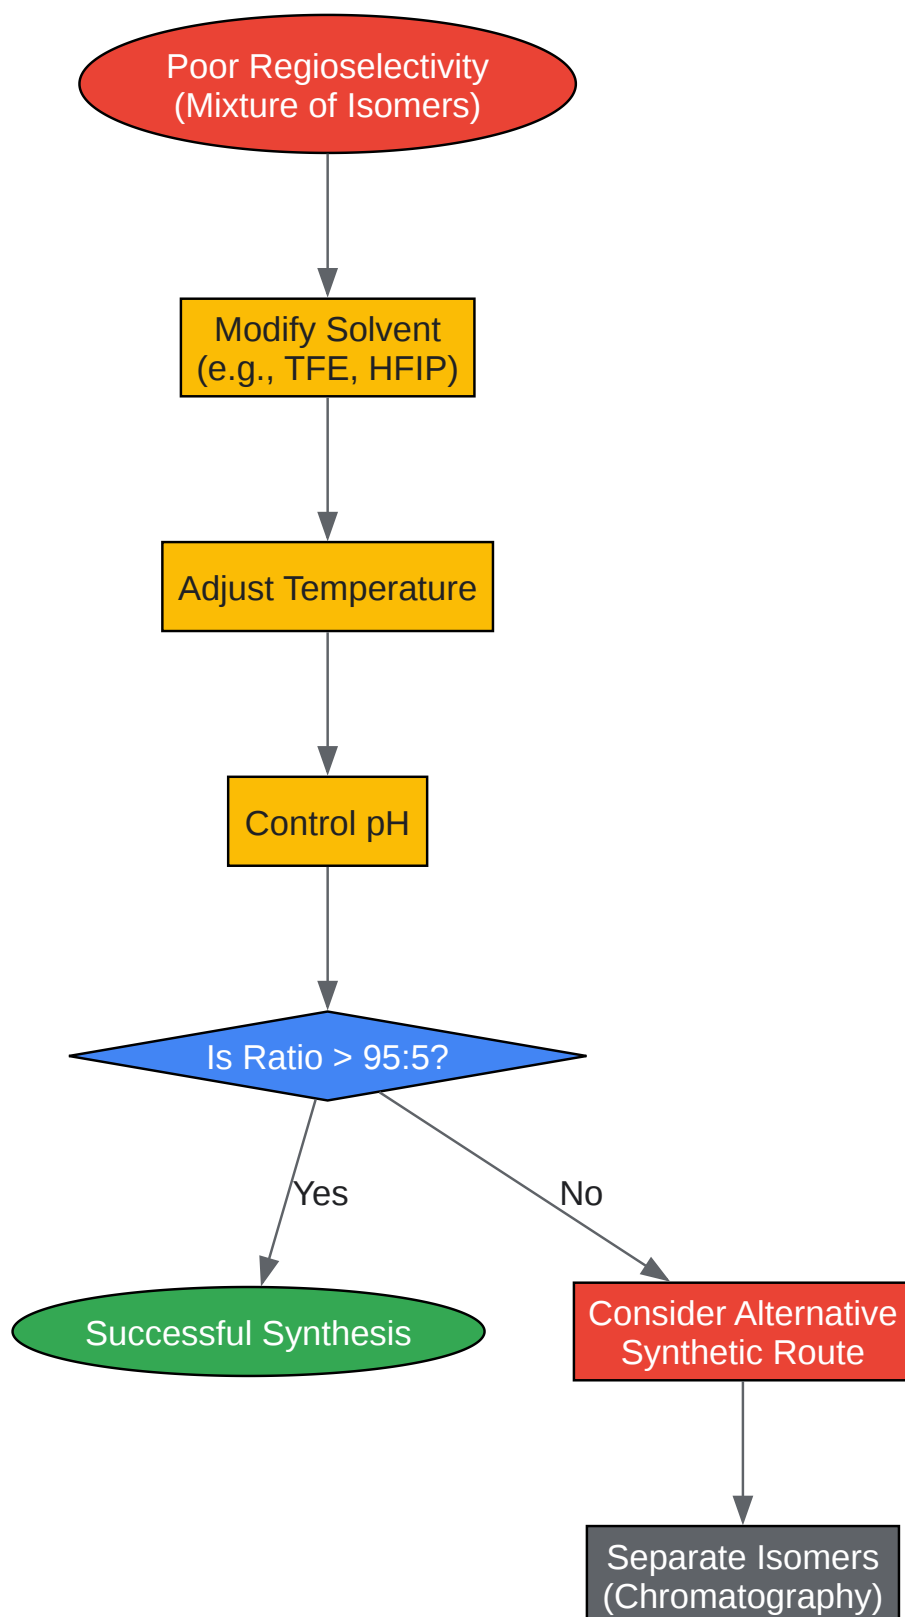 Poor Regioselectivity
(Mixture of Isomers)
Modify Solvent
(e.g., TFE, HFIP)
Adjust Temperature
Control pH
Is Ratio > 95:5?
Yes
No
Successful Synthesis
Consider Alternative
Synthetic Route
Separate Isomers
(Chromatography)